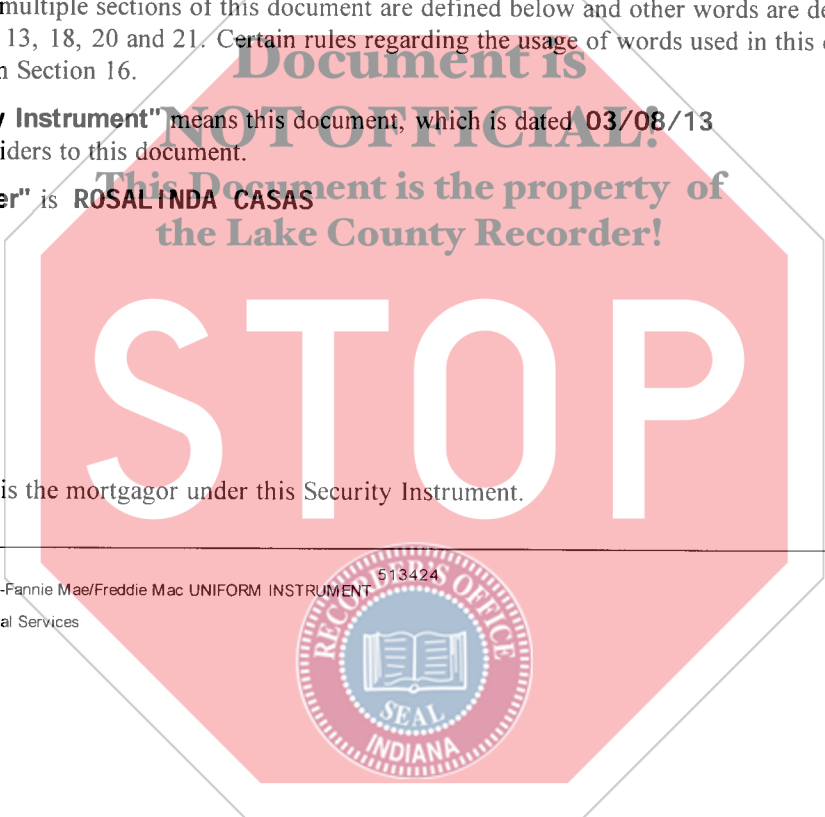 multiple sections of this document are defined below and other words are de
13, 18, 20 and 21. Certain rules regarding the usage of words used in this
n Section 16.
Document is
NOT OFFICIAL!
y Instrument" means this document, which is dated 03/08/13
iders to this document.
This Document is the property of
er" is ROSALINDA CASAS
the Lake County Recorder!
STOP
is the mortgagor under this Security Instrument.
513424
-Fannie Mae/Freddie Mac UNIFORM INSTRUMENT
al Services
RECORDER'S OFFICE
SEAL
INDIANA